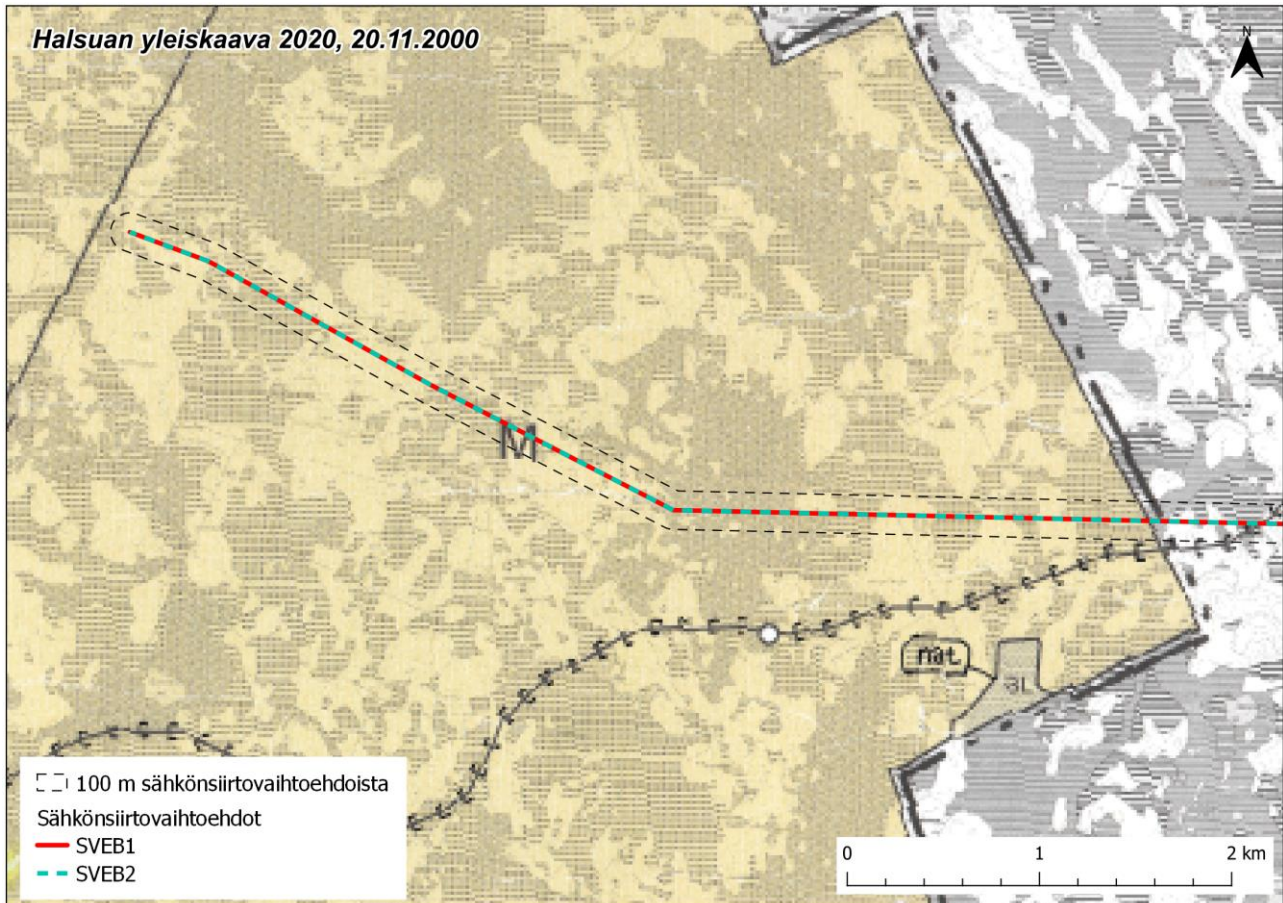 Halsuan yleiskaava 2020, 20.11.2000
N
M
nat
SL
100 m sähkönsiirtovaihtoehdoista
Sähkönsiirtovaihtoehdot
SVEB1
SVEB2
0 1 2 km